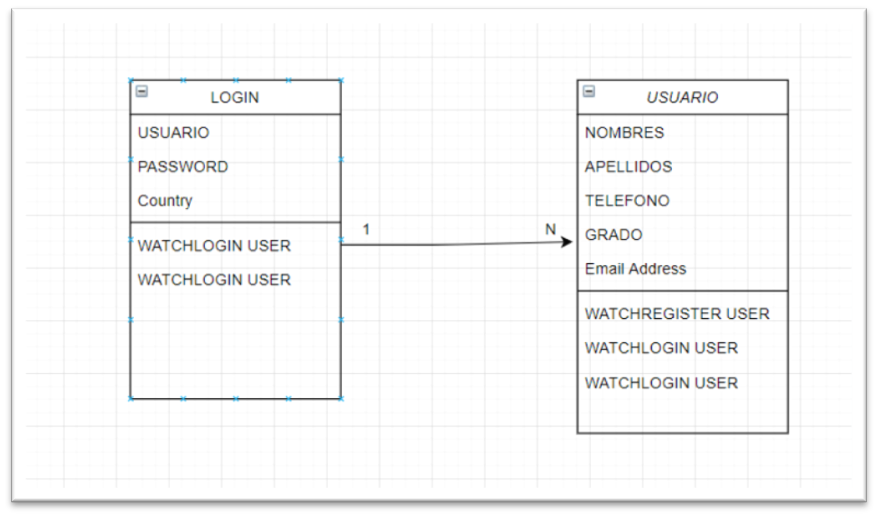 LOGIN
USUARIO
PASSWORD
Country
WATCHLOGIN USER
WATCHLOGIN USER
1
N
USUARIO
NOMBRES
APELLIDOS
TELEFONO
GRADO
Email Address
WATCHREGISTER USER
WATCHLOGIN USER
WATCHLOGIN USER